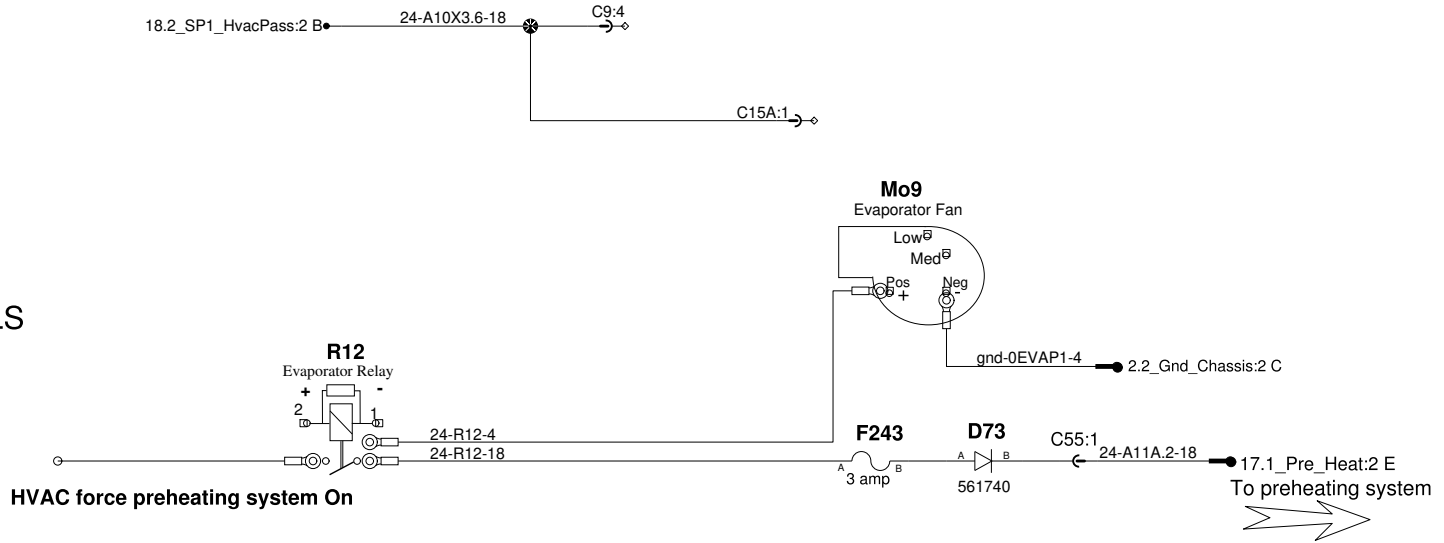 C9:4
24-A10X3.6-18
18.2_SP1_HvacPass:2 B
C15A:1
Mo9
Evaporator Fan
Low
Med
Pos
Neg
+
-
LS
R12
Evaporator Relay
+
-
2
1
gnd-0EVAP1-4
2.2_Gnd_Chassis:2 C
24-R12-4
24-R12-18
F243
D73
C55:1
A
B
3 amp
A
B
561740
24-A11A.2-18
17.1_Pre_Heat:2 E
To preheating system
HVAC force preheating system On